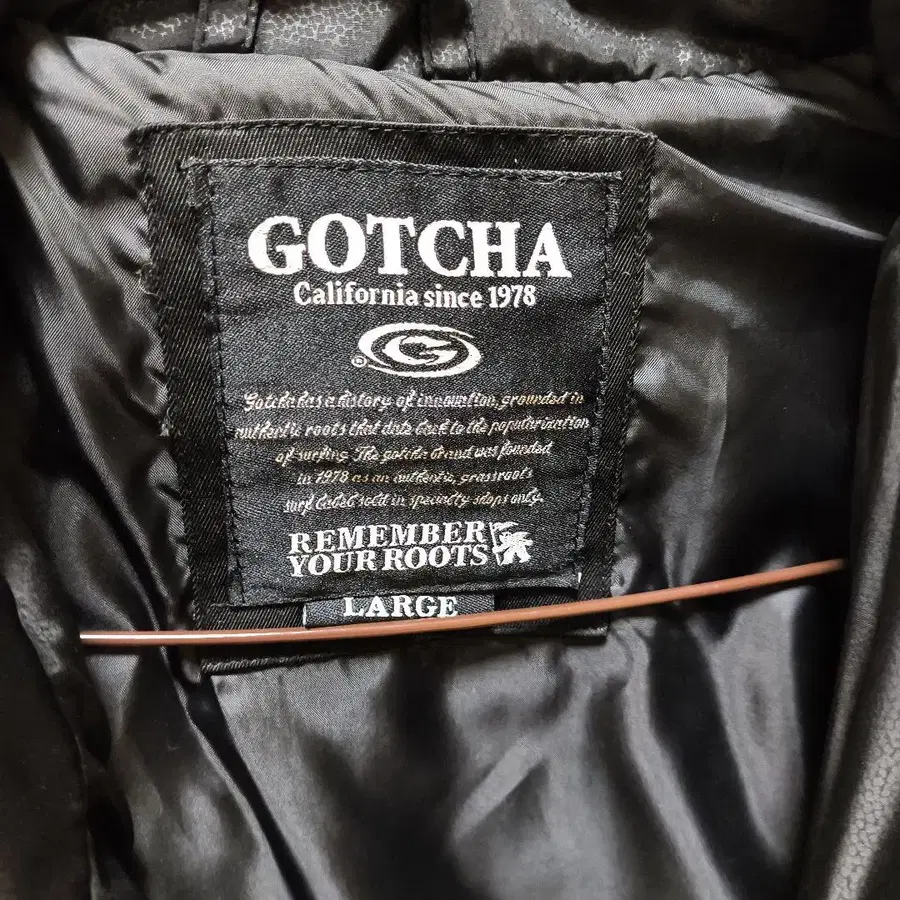 GOTCHA
California since 1978
G
Gotcha has a history of innovation, grounded in
authentic roots that date back to the popularization
of surfing. The gotcha brand was founded
in 1978 as an authentic, grassroots
surf label sold in specialty shops only.
REMEMBER
YOUR ROOTS
LARGE